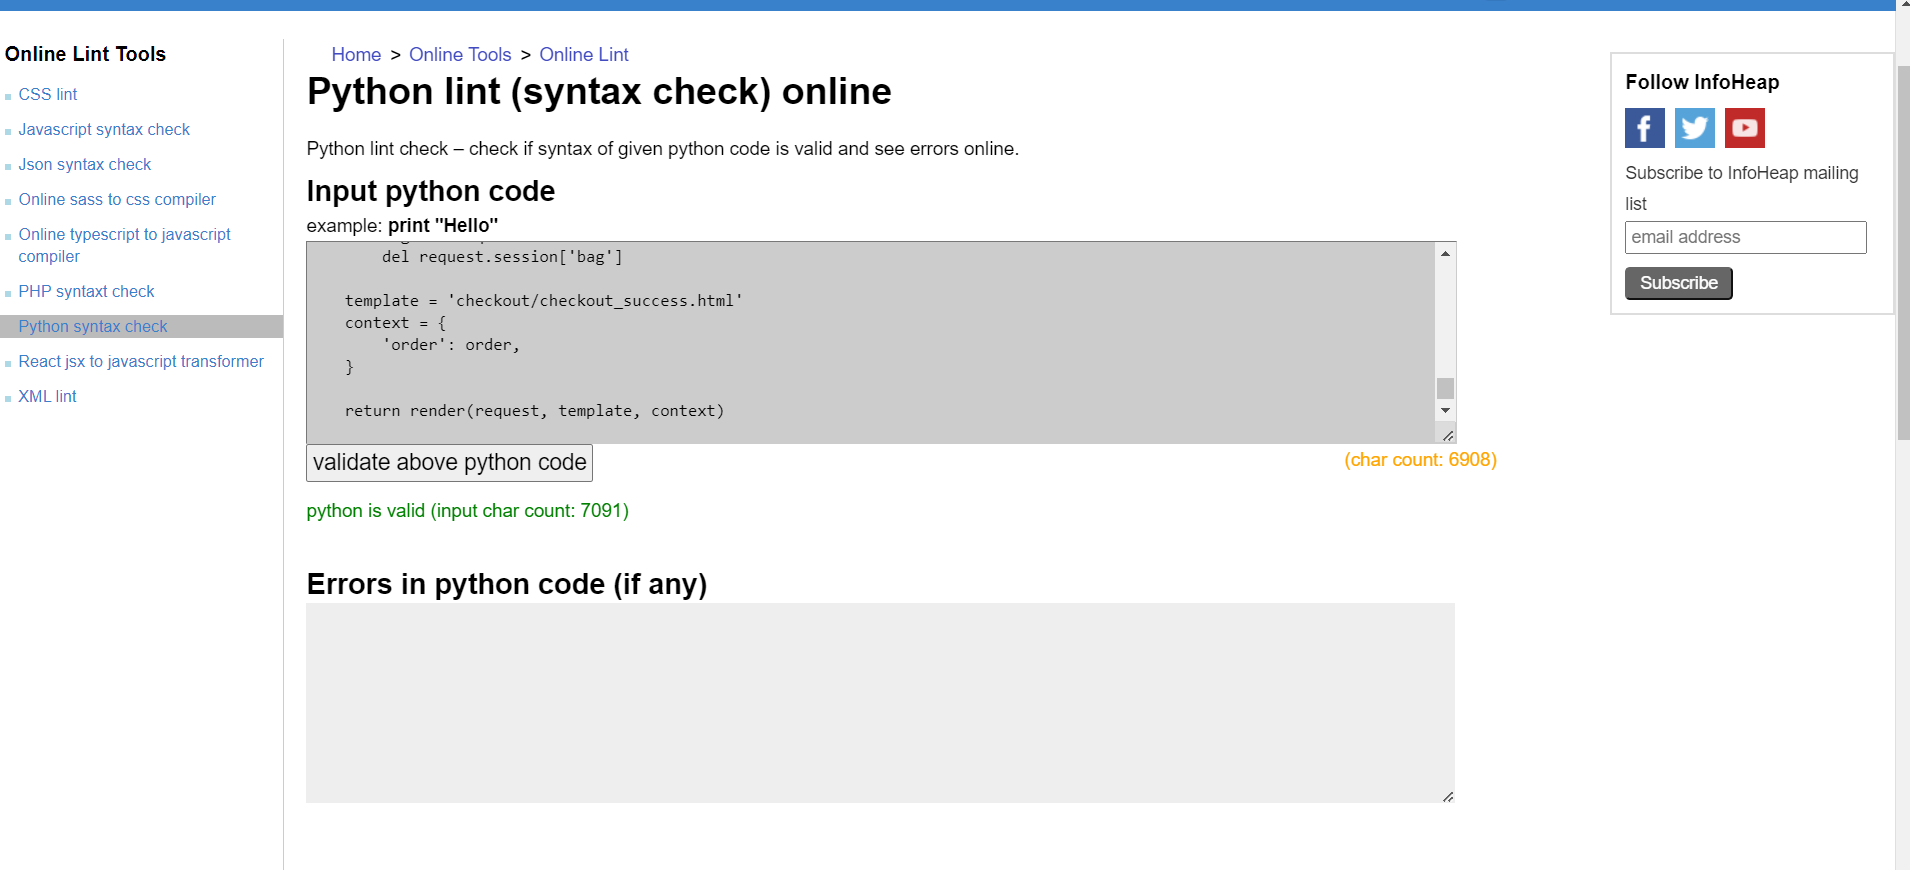 Online Lint Tools
CSS lint
Javascript syntax check
Json syntax check
Online sass to css compiler
Online typescript to javascript
compiler
PHP syntaxt check
Python syntax check
React jsx to javascript transformer
XML lint
Home > Online Tools > Online Lint
Python lint (syntax check) online
Python lint check – check if syntax of given python code is valid and see errors online.
Input python code
example: print "Hello"
del request.session['bag']
template = 'checkout/checkout_success.html'
context = {
'order': order,
}
return render(request, template, context)
validate above python code
(char count: 6908)
python is valid (input char count: 7091)
Errors in python code (if any)
Follow InfoHeap
Subscribe to InfoHeap mailing
list
email address
Subscribe